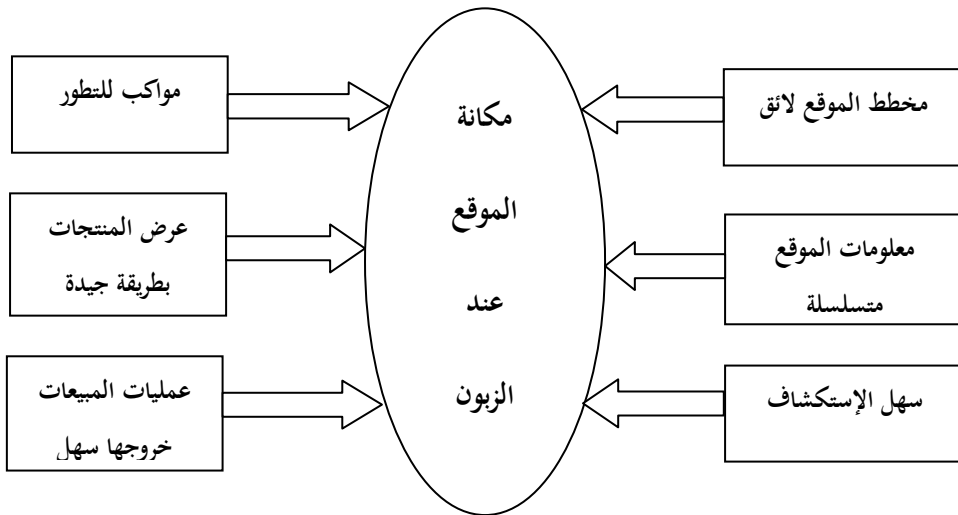 مخطط الموقع لائق
معلومات الموقع
متسلسلة
سهل الإستكشاف
مكانة
الموقع
عند
الزبون
مواكب للتطور
عرض المنتجات
بطريقة جيدة
عمليات المبيعات
خروجها سهل